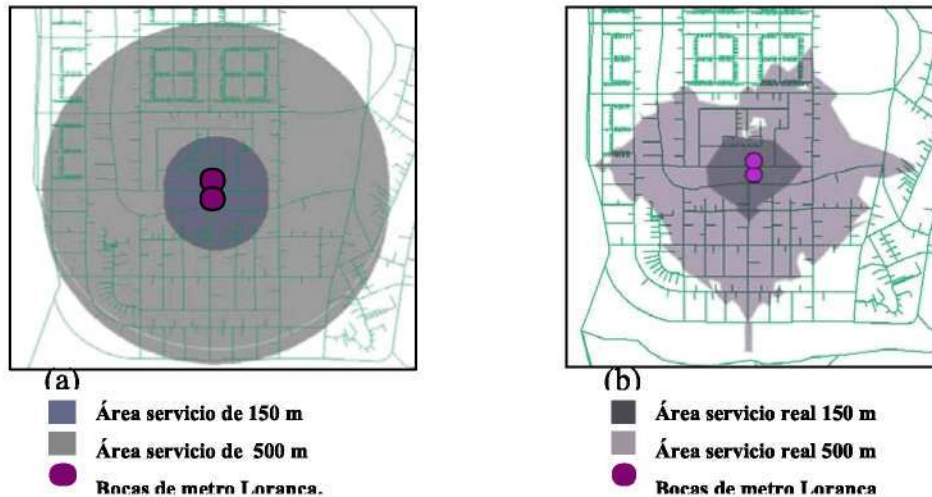 (a)
Área servicio de 150 m
Área servicio de 500 m
Bocas de metro Loranca.
(b)
Área servicio real 150 m
Área servicio real 500 m
Bocas de metro Loranca